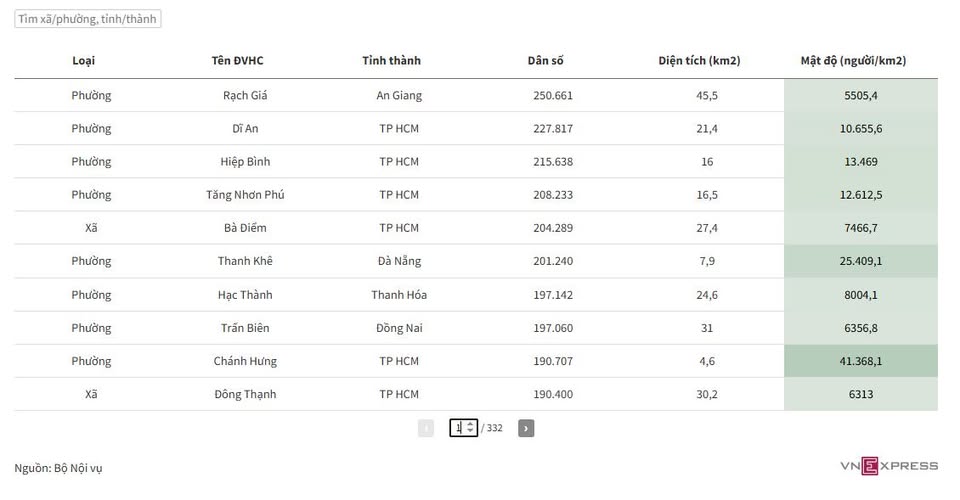 Tìm xã/phường, tỉnh/thành
Loại Tên ĐVHC Tỉnh thành Dân số Diện tích (km2) Mật độ (người/km2)
Phường Rạch Giá An Giang 250.661 45,5 5505,4
Phường Dĩ An TP HCM 227.817 21,4 10.655,6
Phường Hiệp Bình TP HCM 215.638 16 13.469
Phường Tăng Nhơn Phú TP HCM 208.233 16,5 12.612,5
Xã Bà Điểm TP HCM 204.289 27,4 7466,7
Phường Thanh Khê Đà Nẵng 201.240 7,9 25.409,1
Phường Hạc Thành Thanh Hóa 197.142 24,6 8004,1
Phường Trấn Biên Đồng Nai 197.060 31 6356,8
Phường Chánh Hưng TP HCM 190.707 4,6 41.368,1
Xã Đông Thạnh TP HCM 190.400 30,2 6313
‹ 1 / 332 ›
Nguồn: Bộ Nội vụ
VNEXPRESS